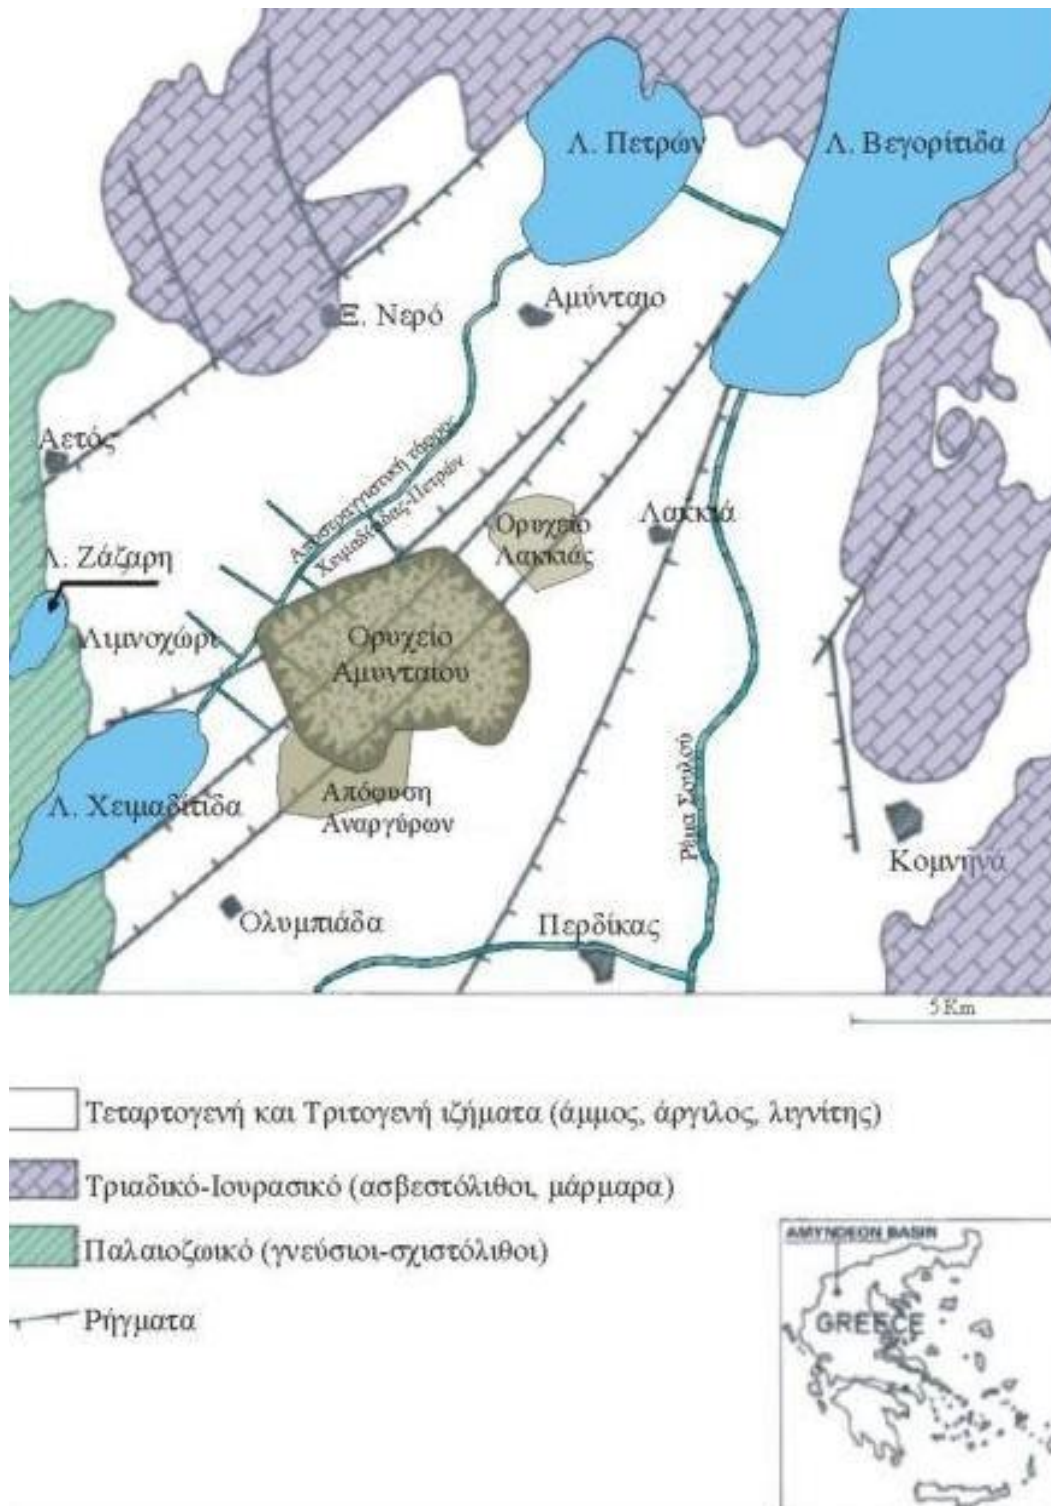 Λ. Πετρών
Λ. Βεγορίτιδα
Αμύνταιο
Ξ. Νερό
Αετός
Αποστραγγιστική τάφρος
Χειμαδίτιδας-Πετρών
Ορυχείο
Λακκιάς
Λακκιά
Λ. Ζάζαρη
Λιμνοχώρι
Ορυχείο
Αμυνταίου
Λ. Χειμαδίτιδα
Απόφυση
Αναργύρων
Ρέμα Σουλού
Κομνηνά
Ολυμπιάδα
Περδίκας
5 Km
Τεταρτογενή και Τριτογενή ιζήματα (άμμος, άργιλος, λιγνίτης)
Τριαδικό-Ιουρασικό (ασβεστόλιθοι, μάρμαρα)
Παλαιοζωικό (γνεύσιοι-σχιστόλιθοι)
Ρήγματα
AMYNDEON BASIN
GREECE